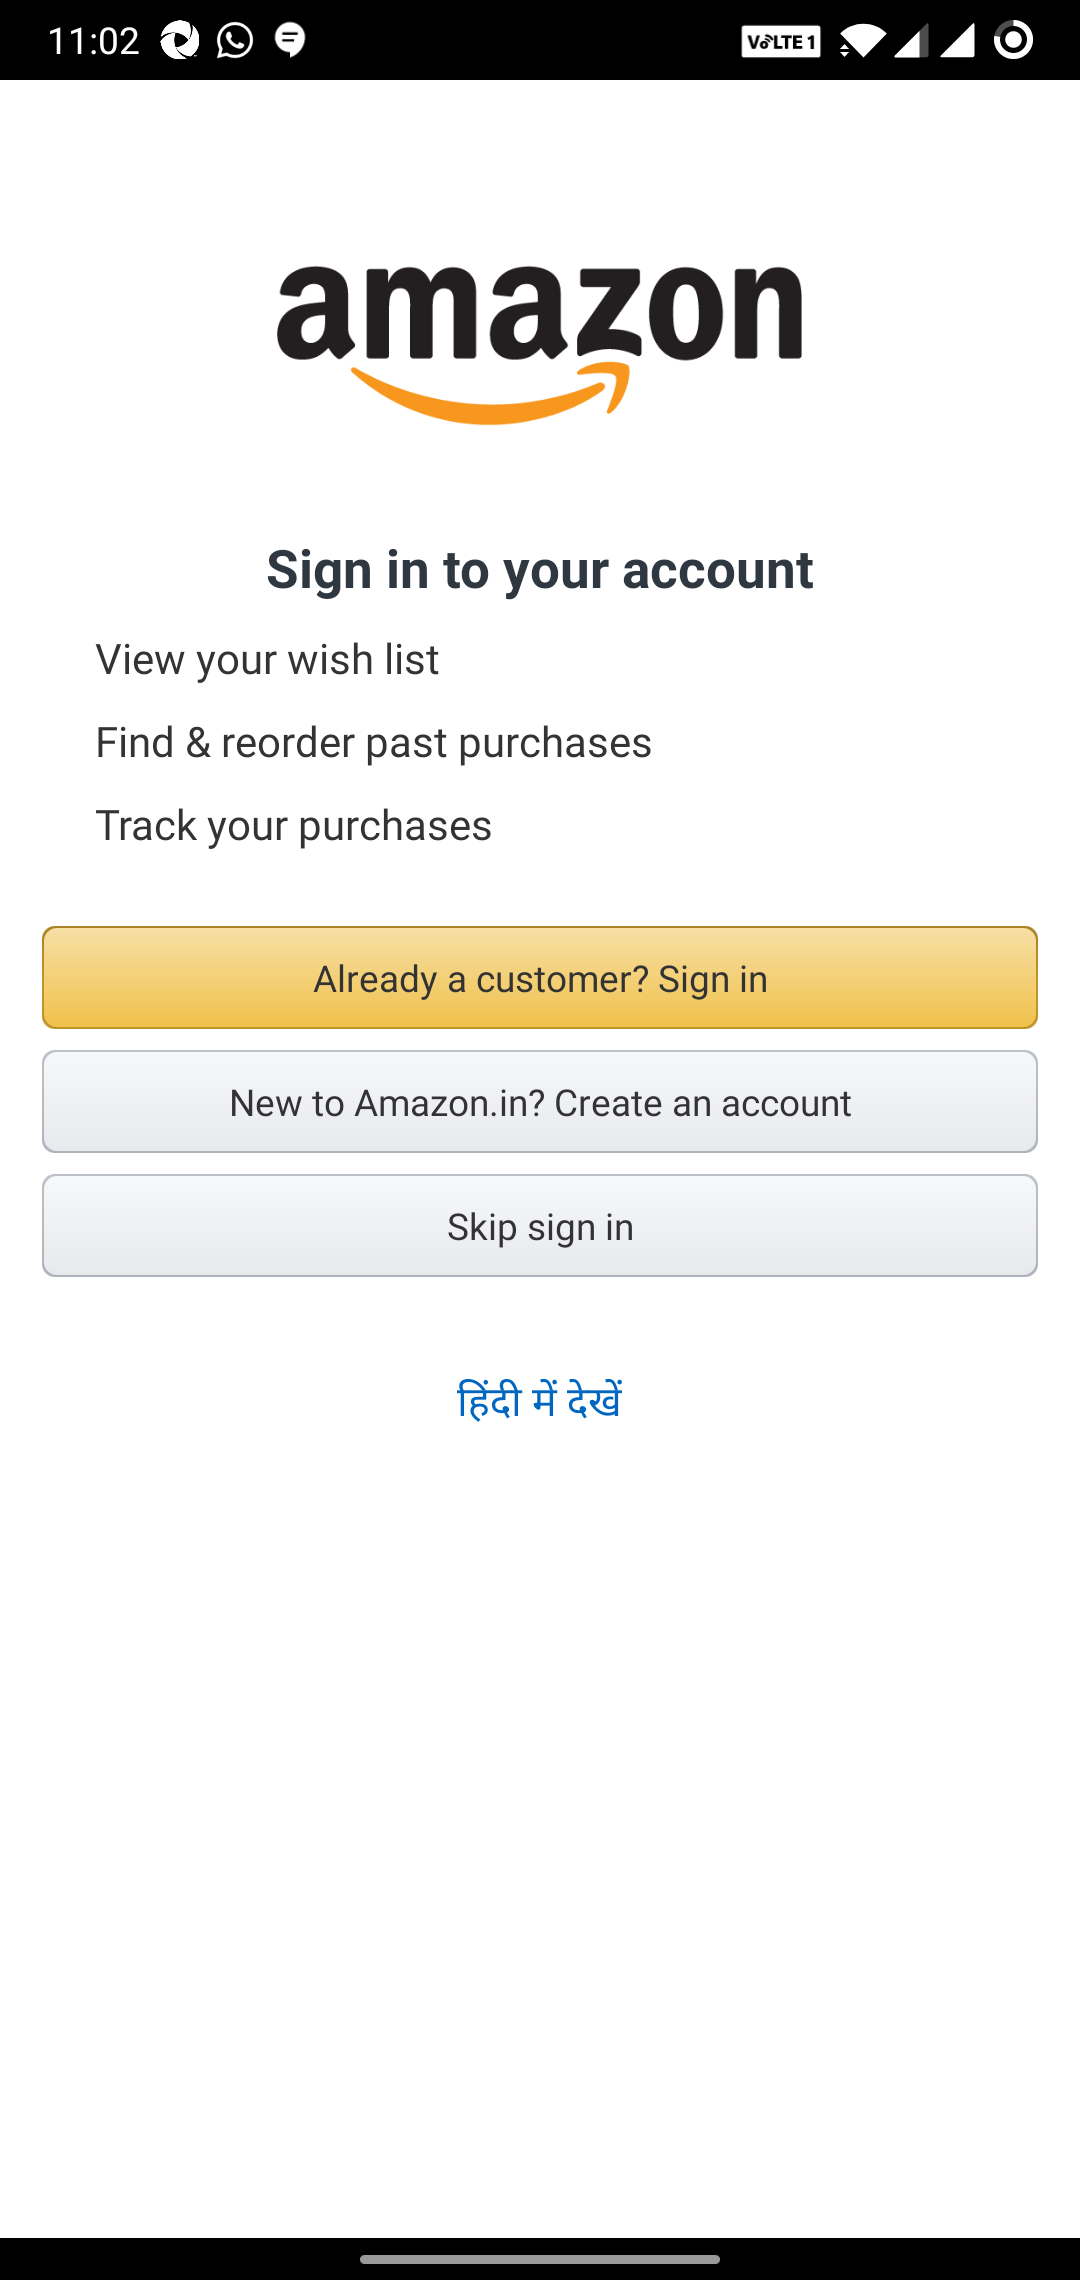 11:02
VoLTE 1
amazon
Sign in to your account
View your wish list
Find & reorder past purchases
Track your purchases
Already a customer? Sign in
New to Amazon.in? Create an account
Skip sign in
हिंदी में देखें